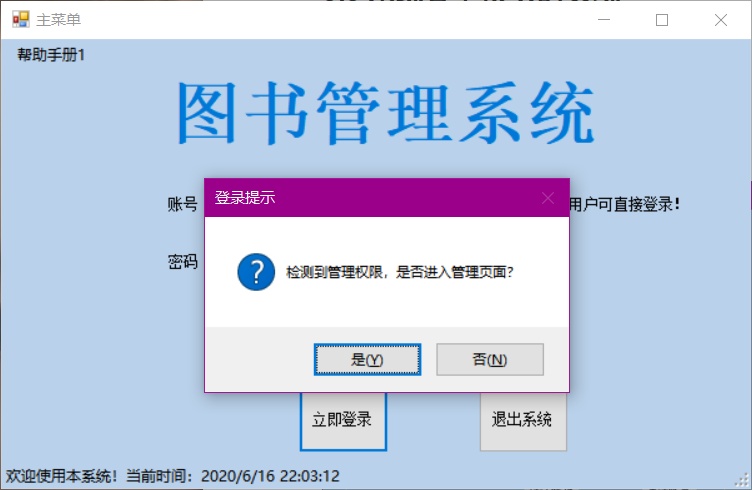 主菜单
帮助手册1
图书管理系统
登录提示
账号
用户可直接登录!
检测到管理权限，是否进入管理页面?
密码
是(Y)
否(N)
立即登录
退出系统
欢迎使用本系统! 当前时间: 2020/6/16 22:03:12